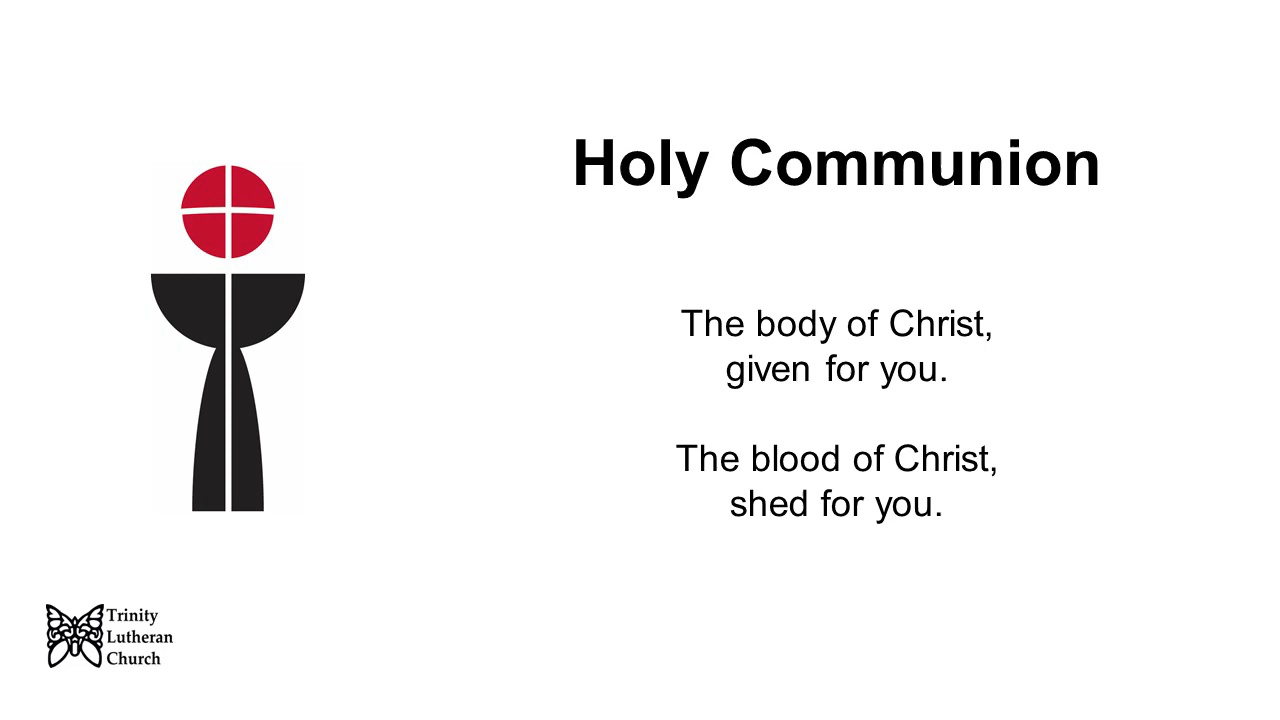 Holy Communion
The body of Christ,
given for you.
The blood of Christ,
shed for you.
Trinity
Lutheran
Church